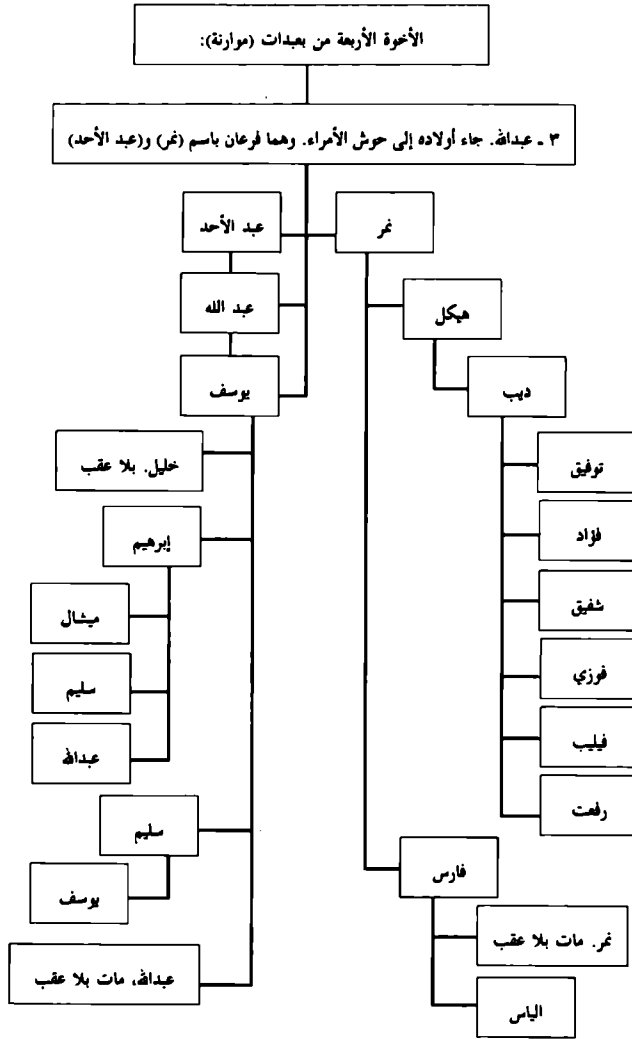 الأخوة الأربعة من بعبدات (موارنة):
٣ - عبدالله. جاء أولاده إلى حوش الأمراء. وهما فرعان باسم (نمر) و(عبد الأحد)
نمر
عبد الأحد
هيكل
عبد الله
ديب
يوسف
توفيق
خليل. بلا عقب
فؤاد
إبرهيم
شفيق
ميشال
فوزي
سليم
فيليب
عبدالله
رفعت
سليم
فارس
يوسف
نمر. مات بلا عقب
عبدالله، مات بلا عقب
الياس